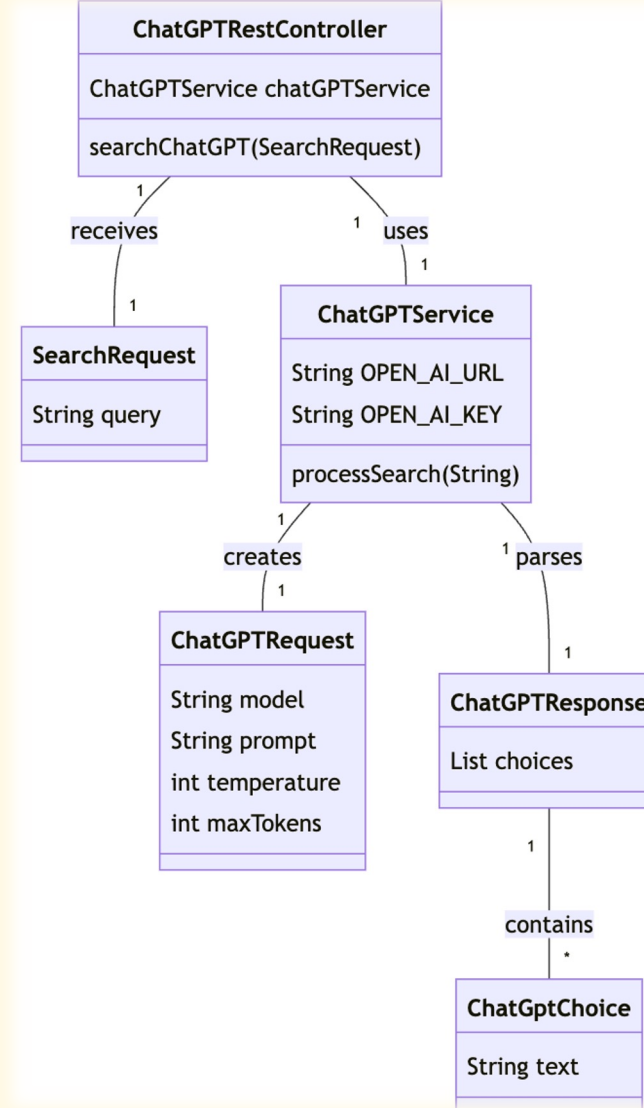 ChatGPTRestController
ChatGPTService chatGPTService
searchChatGPT(SearchRequest)
1
receives
1
1
uses
1
SearchRequest
String query
ChatGPTService
String OPEN_AI_URL
String OPEN_AI_KEY
processSearch(String)
1
creates
1
1
parses
1
ChatGPTRequest
String model
String prompt
int temperature
int maxTokens
ChatGPTResponse
List choices
1
contains
*
ChatGptChoice
String text